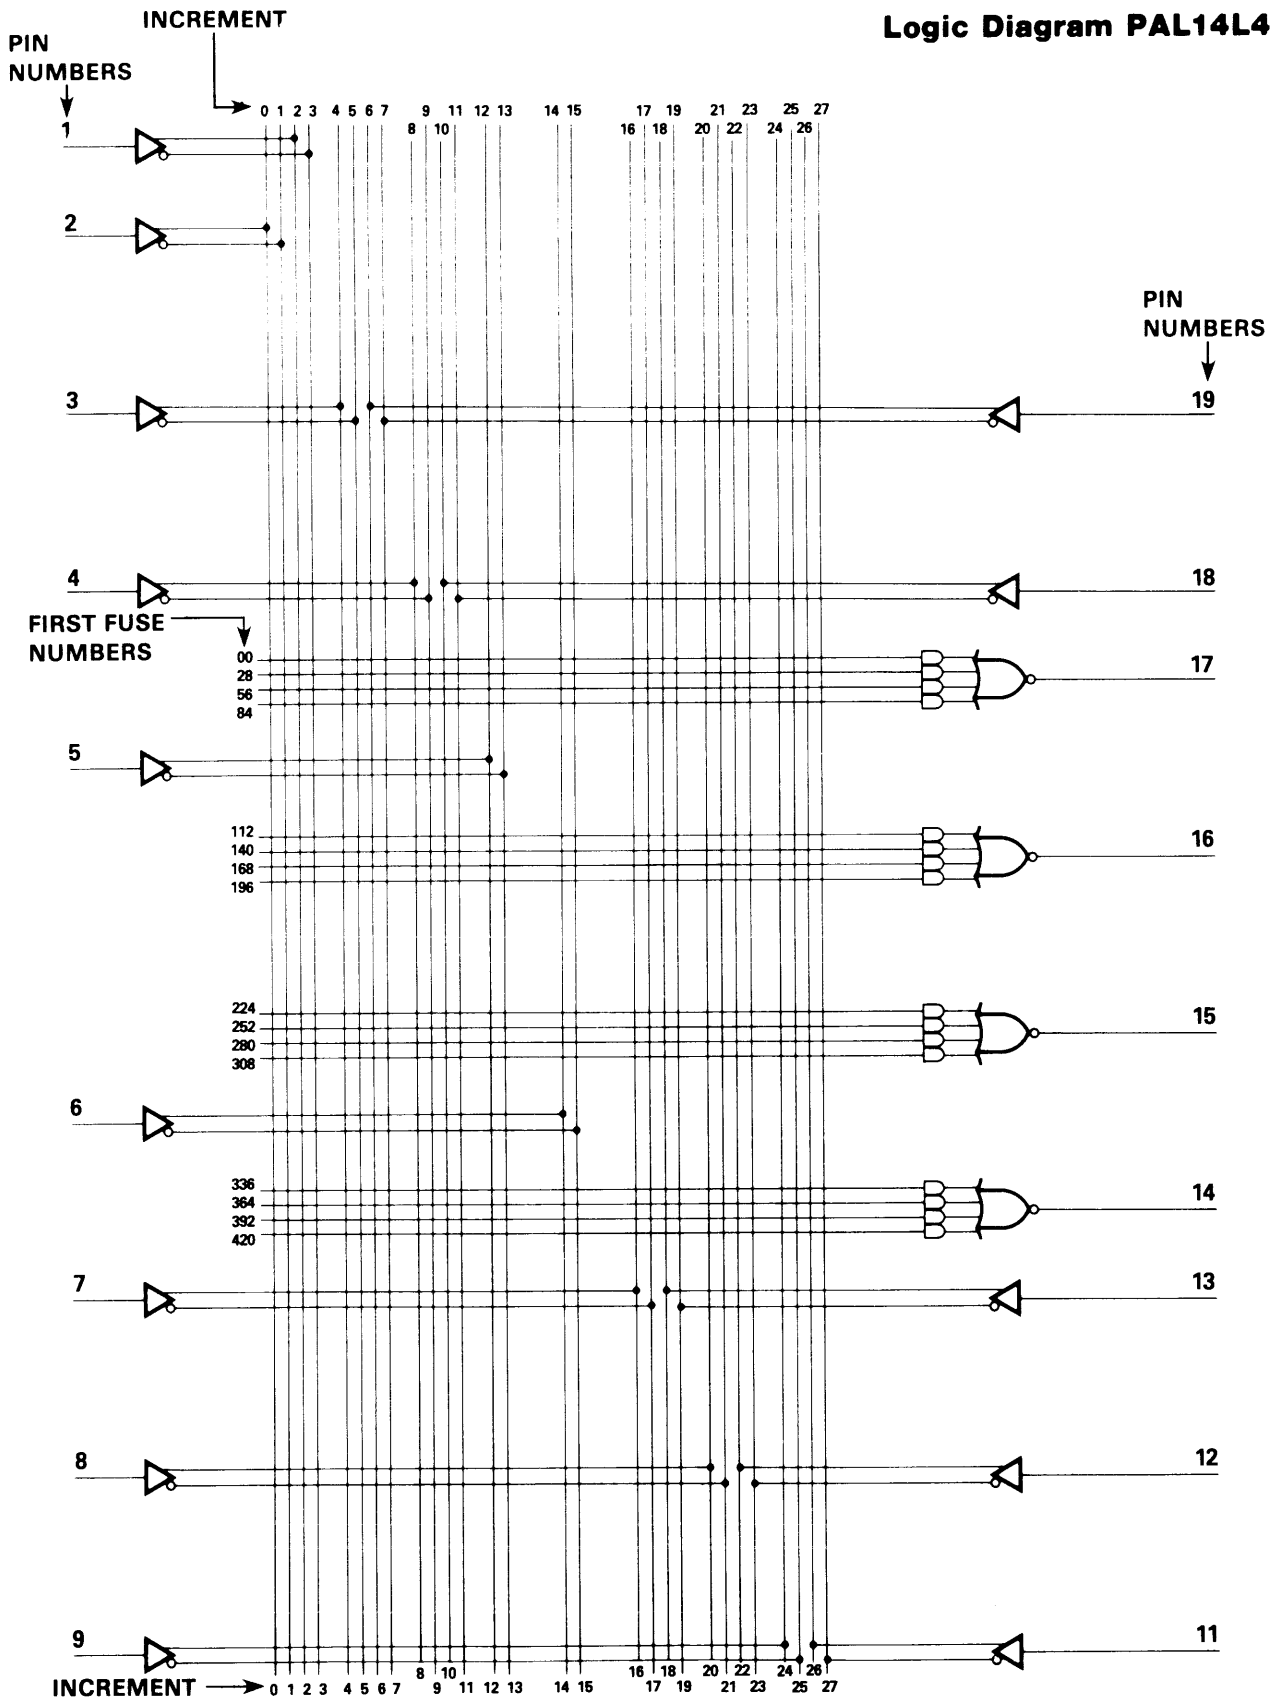 Logic Diagram PAL14L4
INCREMENT
PIN
NUMBERS
0 1 2 3 4 5 6 7 9 11 12 13 14 15 17 19 21 23 25 27
8 10 16 18 20 22 24 26
1
2
PIN
NUMBERS
3
19
4
18
FIRST FUSE
NUMBERS
00
28
56
84
17
5
112
140
168
196
16
224
252
280
308
15
6
336
364
392
420
14
7
13
8
12
9
11
8 10 16 18 20 22 24 26
INCREMENT
0 1 2 3 4 5 6 7 9 11 12 13 14 15 17 19 21 23 25 27